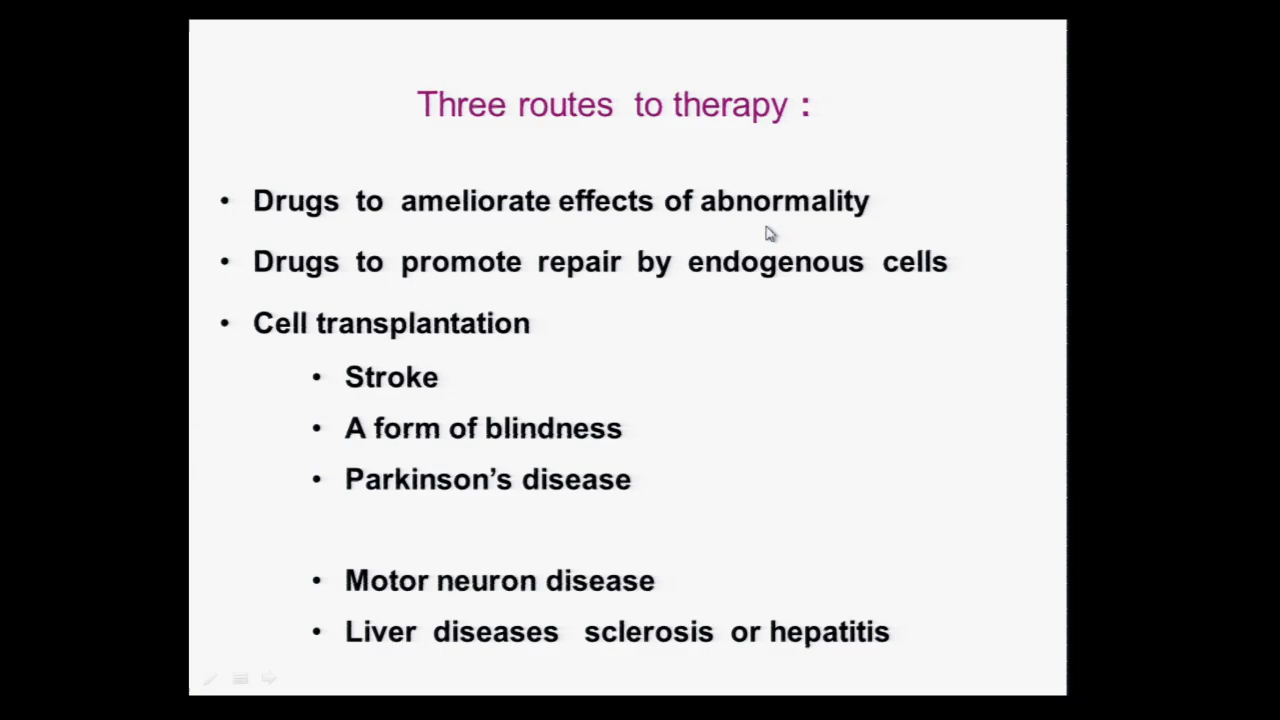 Three routes to therapy :
• Drugs to ameliorate effects of abnormality
• Drugs to promote repair by endogenous cells
• Cell transplantation
• Stroke
• A form of blindness
• Parkinson’s disease
• Motor neuron disease
• Liver diseases sclerosis or hepatitis